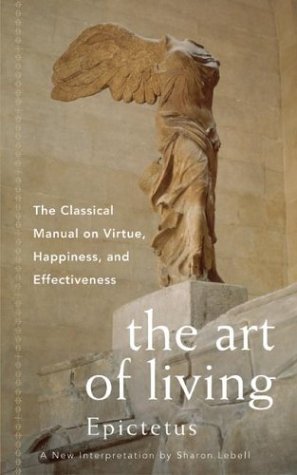 The Classical
Manual on Virtue,
Happiness, and
Effectiveness
the art
of living
Epictetus
A New Interpretation by Sharon Lebell